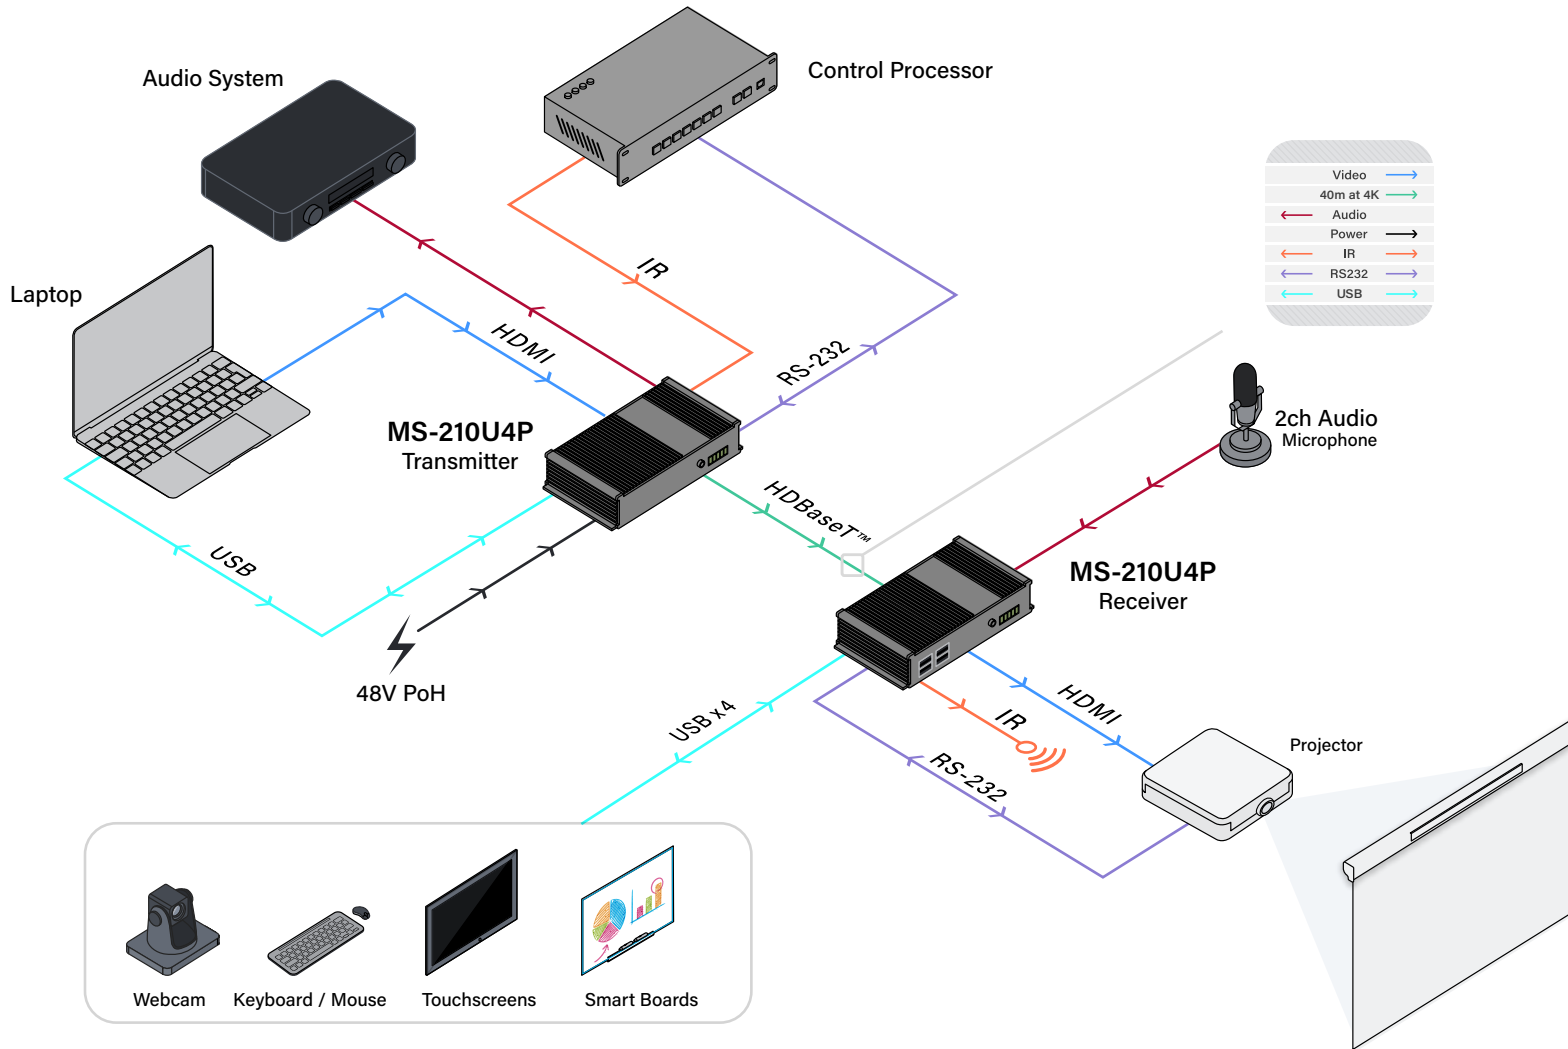 Audio System
Control Processor
Video
40m at 4K
Audio
Power
IR
RS232
USB
Laptop
IR
HDMI
RS-232
MS-210U4P
Transmitter
2ch Audio
Microphone
HDBaseT™
USB
MS-210U4P
Receiver
48V PoH
USB x4
IR
HDMI
RS-232
Projector
Webcam
Keyboard / Mouse
Touchscreens
Smart Boards